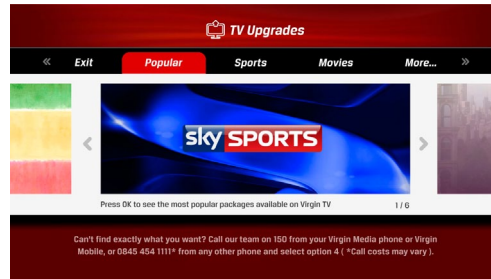 TV Upgrades
« Exit Popular Sports Movies More... »
sky SPORTS
Press OK to see the most popular packages available on Virgin TV 1 / 6
Can't find exactly what you want? Call our team on 150 from your Virgin Media phone or Virgin
Mobile, or 0845 454 1111* from any other phone and select option 4 ( *Call costs may vary ).